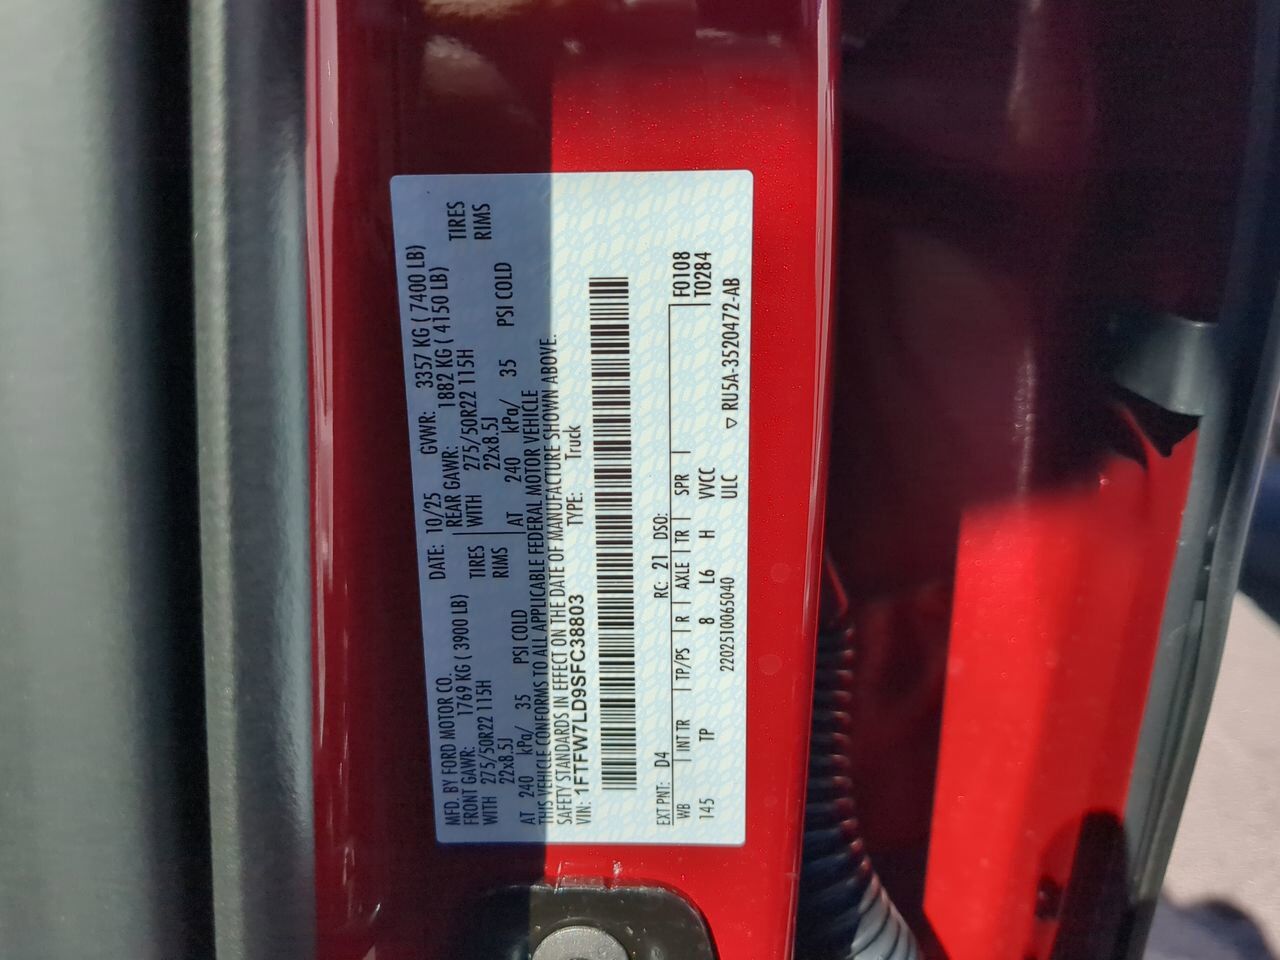 MFD. BY FORD MOTOR CO.
DATE: 10/25 GVWR: 3357 KG ( 7400 LB)
FRONT GAWR: 1769 KG ( 3900 LB) REAR GAWR: 1882 KG ( 4150 LB)
WITH 275/50R22 115H TIRES WITH 275/50R22 115H TIRES
22x8.5J RIMS 22x8.5J RIMS
AT 240 kPa/ 35 PSI COLD AT 240 kPa/ 35 PSI COLD
THIS VEHICLE CONFORMS TO ALL APPLICABLE FEDERAL MOTOR VEHICLE
SAFETY STANDARDS IN EFFECT ON THE DATE OF MANUFACTURE SHOWN ABOVE.
VIN: 1FTFW7LD9SFC38803 TYPE: Truck
EXT PNT: D4 RC: 21 DSO: F0108
WB INT TR TP/PS R AXLE TR SPR T0284
145 TP 8 L6 H VVCC
2202510065040 ULC ▽ RU5A-3520472-AB